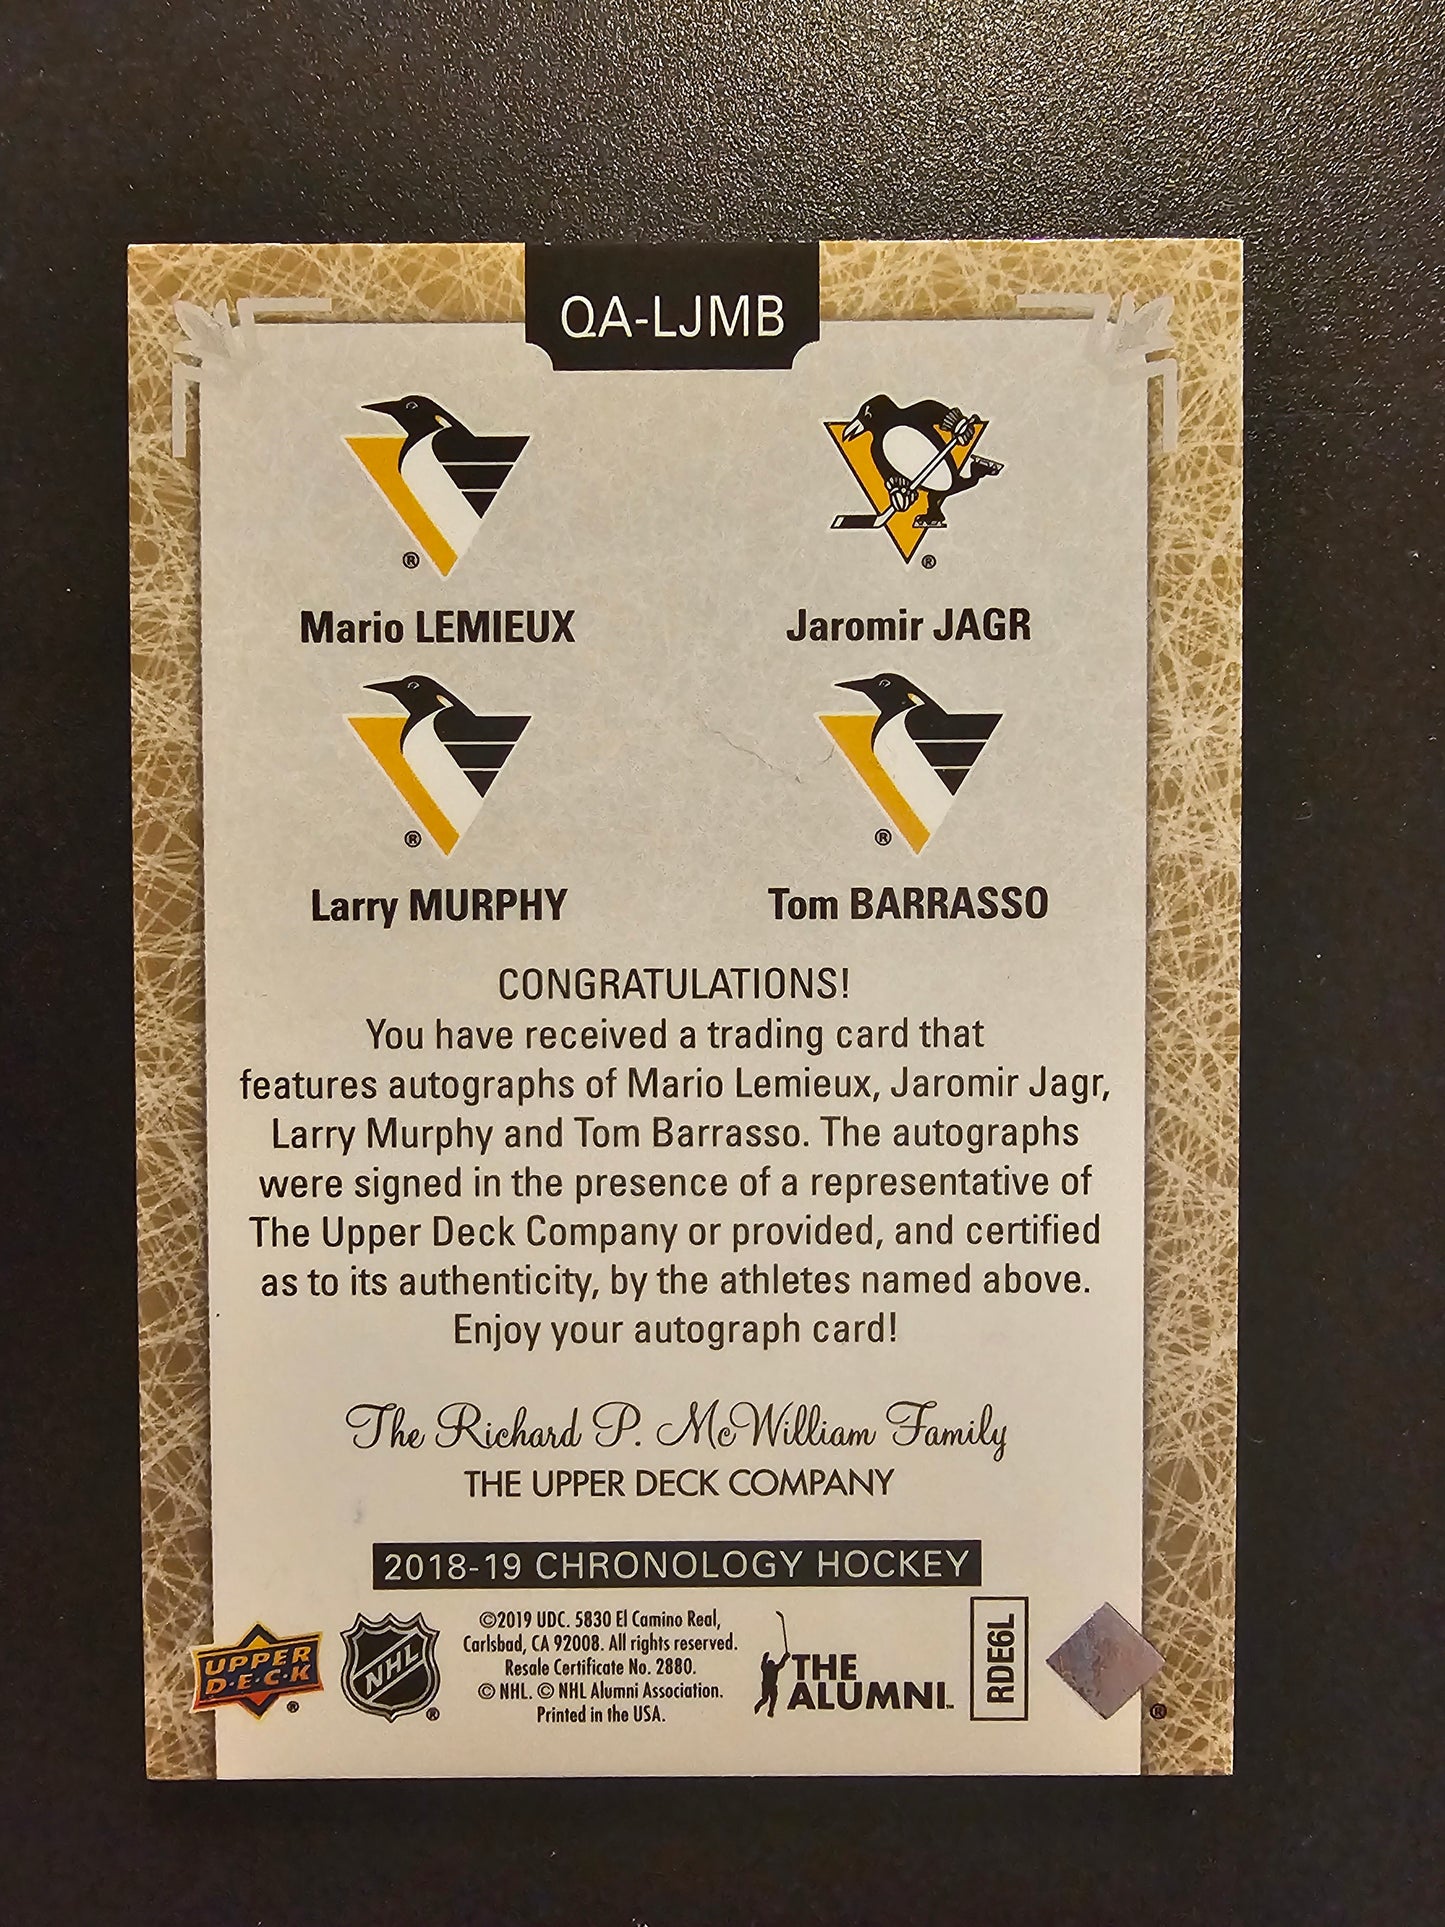 QA-LJMB
®
®
Mario LEMIEUX
Jaromir JAGR
®
®
Larry MURPHY
Tom BARRASSO
CONGRATULATIONS!
You have received a trading card that
features autographs of Mario Lemieux, Jaromir Jagr,
Larry Murphy and Tom Barrasso. The autographs
were signed in the presence of a representative of
The Upper Deck Company or provided, and certified
as to its authenticity, by the athletes named above.
Enjoy your autograph card!
The Richard P. McWilliam Family
THE UPPER DECK COMPANY
2018-19 CHRONOLOGY HOCKEY
UPPER
D·E·C·K
®
NHL
®
©2019 UDC. 5830 El Camino Real,
Carlsbad, CA 92008. All rights reserved.
Resale Certificate No. 2880.
© NHL. © NHL Alumni Association.
Printed in the USA.
THE
ALUMNI™
RDE6L
®